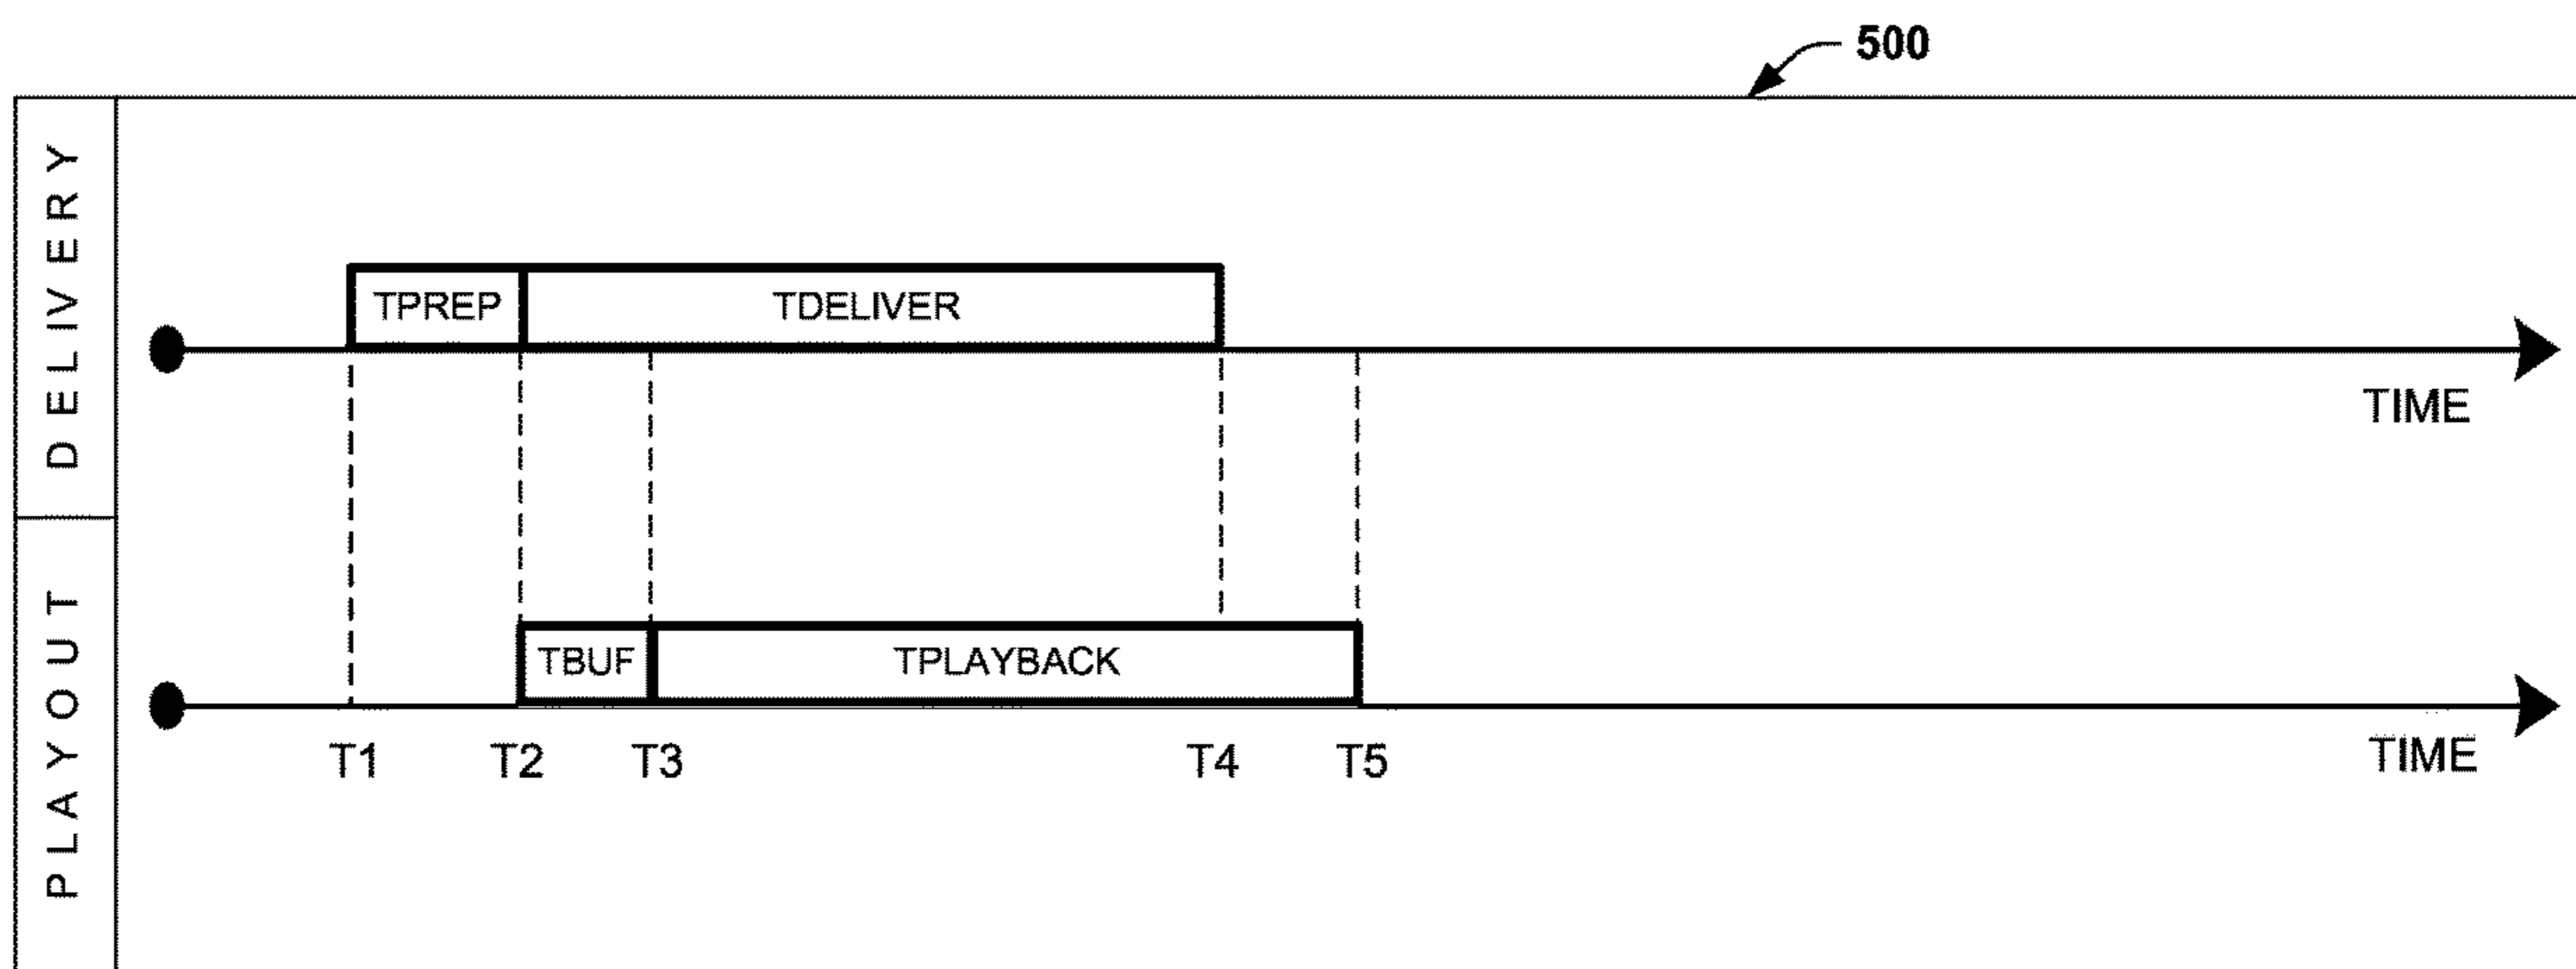 500
DELIVERY
TPREP TDELIVER
TIME
PLAYOUT
TBUF TPLAYBACK
T1 T2 T3 T4 T5
TIME